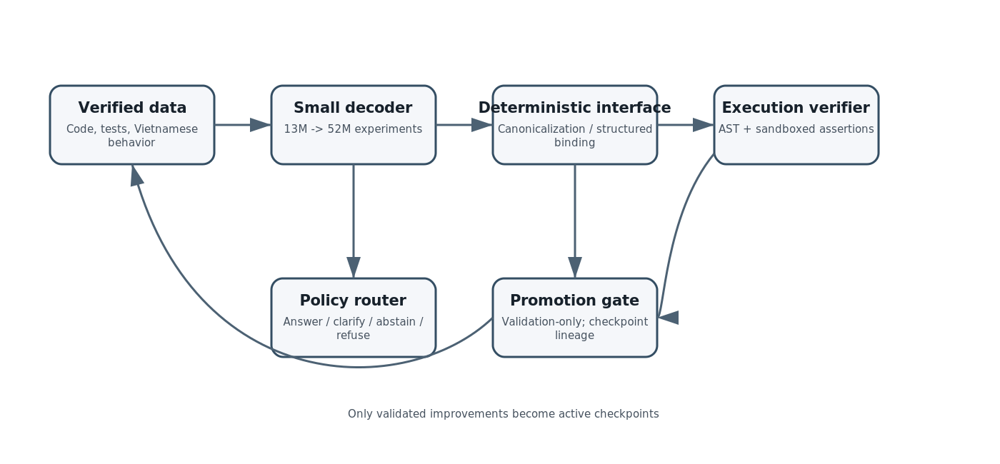 Verified data
Code, tests, Vietnamese
behavior
Small decoder
13M -> 52M experiments
Deterministic interface
Canonicalization / structured
binding
Execution verifier
AST + sandboxed assertions
Policy router
Answer / clarify / abstain /
refuse
Promotion gate
Validation-only; checkpoint
lineage
Only validated improvements become active checkpoints